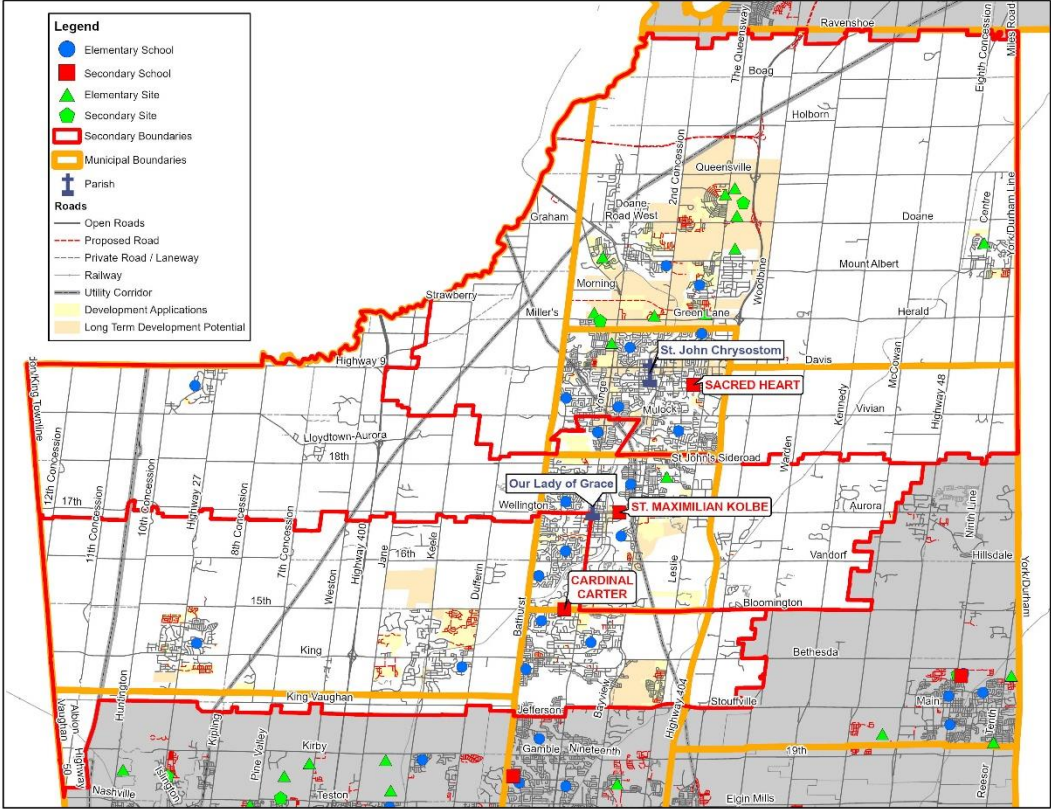 Legend
Elementary School
Secondary School
Elementary Site
Secondary Site
Secondary Boundaries
Municipal Boundaries
Parish
Roads
Open Roads
Proposed Road
Private Road / Laneway
Railway
Utility Corridor
Development Applications
Long Term Development Potential
Ravenshoe
The Queensway
Boag
Eighth Concession
Miles Road
Holborn
2nd Concession
Queensville
Doane
Road West
Graham
Doane
Centre
York/Durham Line
Mount Albert
Woodbine
Morning
Strawberry
Miller's
Green Lane
Herald
Highway 9
St. John Chrysostom
Davis
McCowan
SACRED HEART
Yonge
Mulock
Kennedy
Vivian
Highway 48
Lloydtown-Aurora
18th
St John's Sideroad
Warden
12th Concession
17th
11th Concession
10th Concession
Highway 27
8th Concession
7th Concession
Our Lady of Grace
Wellington
ST. MAXIMILIAN KOLBE
Aurora
Ninth Line
Weston
Highway 400
Jane
16th
Keele
Dufferin
Leslie
Vandorf
Hillsdale
York/Durham
15th
CARDINAL
CARTER
Bathurst
Bloomington
King
Bethesda
King Vaughan
Huntington
Jefferson
Bayview
Highway 404
Stouffville
Main
Tenth
Vaughan
Albion
Highway
50
Kipling
Kirby
Pine Valley
Islington
Nashville
Teston
Gamble
Nineteenth
19th
Elgin Mills
Reesor